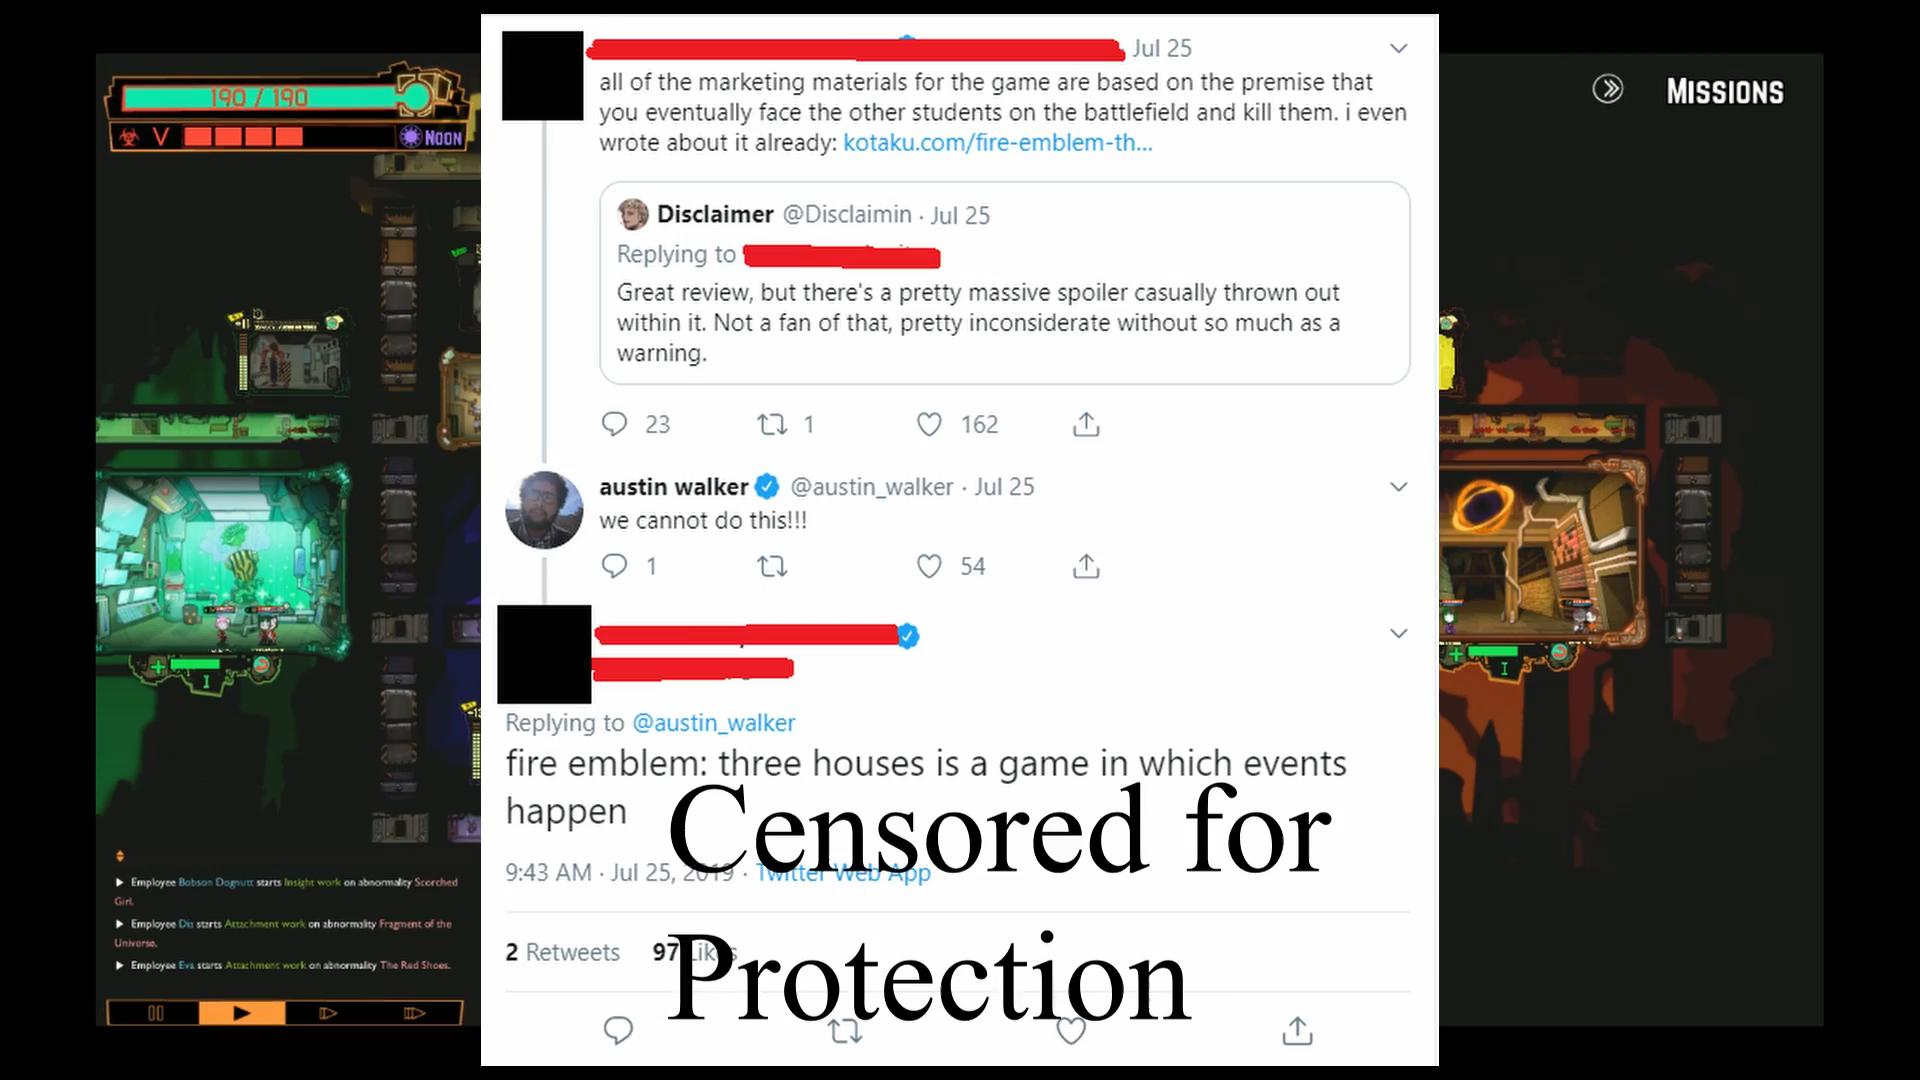 190 / 190
V
NOON
MISSIONS
Jul 25
all of the marketing materials for the game are based on the premise that
you eventually face the other students on the battlefield and kill them. i even
wrote about it already: kotaku.com/fire-emblem-th...
Disclaimer @Disclaimin · Jul 25
Replying to
Great review, but there's a pretty massive spoiler casually thrown out
within it. Not a fan of that, pretty inconsiderate without so much as a
warning.
23 1 162
austin walker @austin_walker · Jul 25
we cannot do this!!!
1 54
Replying to @austin_walker
fire emblem: three houses is a game in which events
happen
Censored for
9:43 AM · Jul 25, 2019 · Twitter Web App
2 Retweets 97 Likes
Protection
I
I
Employee Bobson Dognutt starts Insight work on abnormality Scorched
Girl.
Employee Dia starts Attachment work on abnormality Fragment of the
Universe.
Employee Eva starts Attachment work on abnormality The Red Shoes.